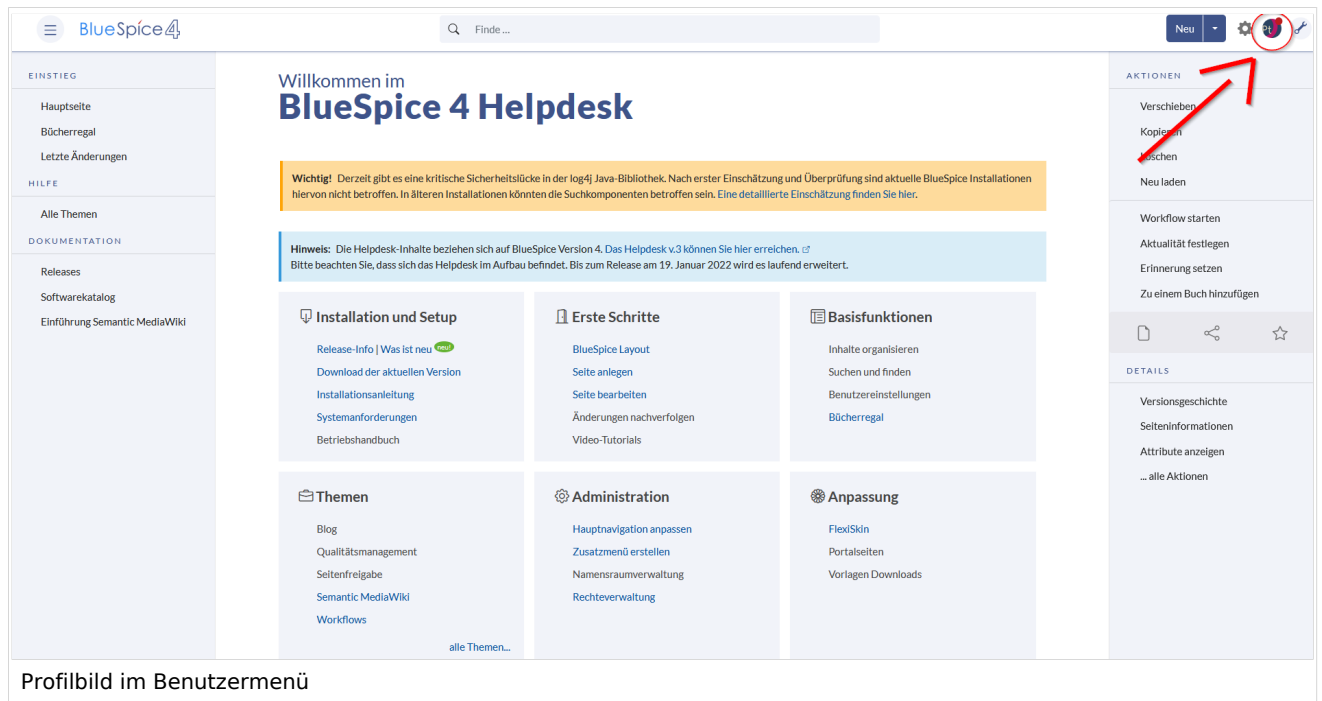 BlueSpice 4
Finde ...
Neu
Pt
EINSTIEG
Hauptseite
Bücherregal
Letzte Änderungen
HILFE
Alle Themen
DOKUMENTATION
Releases
Softwarekatalog
Einführung Semantic MediaWiki
Willkommen im
BlueSpice 4 Helpdesk
Wichtig! Derzeit gibt es eine kritische Sicherheitslücke in der log4j Java-Bibliothek. Nach erster Einschätzung und Überprüfung sind aktuelle BlueSpice Installationen
hiervon nicht betroffen. In älteren Installationen könnten die Suchkomponenten betroffen sein. Eine detaillierte Einschätzung finden Sie hier.
Hinweis: Die Helpdesk-Inhalte beziehen sich auf BlueSpice Version 4. Das Helpdesk v.3 können Sie hier erreichen.
Bitte beachten Sie, dass sich das Helpdesk im Aufbau befindet. Bis zum Release am 19. Januar 2022 wird es laufend erweitert.
Installation und Setup
Release-Info | Was ist neu neu!
Download der aktuellen Version
Installationsanleitung
Systemanforderungen
Betriebshandbuch
Erste Schritte
BlueSpice Layout
Seite anlegen
Seite bearbeiten
Änderungen nachverfolgen
Video-Tutorials
Basisfunktionen
Inhalte organisieren
Suchen und finden
Benutzereinstellungen
Bücherregal
Themen
Blog
Qualitätsmanagement
Seitenfreigabe
Semantic MediaWiki
Workflows
alle Themen...
Administration
Hauptnavigation anpassen
Zusatzmenü erstellen
Namensraumverwaltung
Rechteverwaltung
Anpassung
FlexiSkin
Portalseiten
Vorlagen Downloads
AKTIONEN
Verschieben
Kopieren
Löschen
Neu laden
Workflow starten
Aktualität festlegen
Erinnerung setzen
Zu einem Buch hinzufügen
DETAILS
Versionsgeschichte
Seiteninformationen
Attribute anzeigen
... alle Aktionen
Profilbild im Benutzermenü